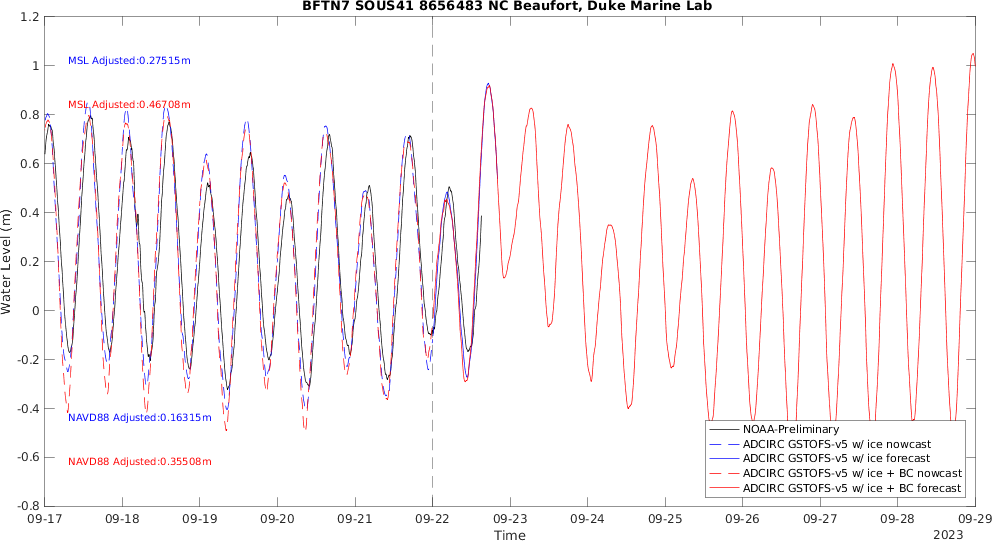 BFTN7 SOUS41 8656483 NC Beaufort, Duke Marine Lab
1.2
1
0.8
0.6
0.4
0.2
0
-0.2
-0.4
-0.6
-0.8
Water Level (m)
MSL Adjusted:0.27515m
MSL Adjusted:0.46708m
NAVD88 Adjusted:0.16315m
NAVD88 Adjusted:0.35508m
NOAA-Preliminary
ADCIRC GSTOFS-v5 w/ ice nowcast
ADCIRC GSTOFS-v5 w/ ice forecast
ADCIRC GSTOFS-v5 w/ ice + BC nowcast
ADCIRC GSTOFS-v5 w/ ice + BC forecast
09-17 09-18 09-19 09-20 09-21 09-22 09-23 09-24 09-25 09-26 09-27 09-28 09-29
Time
2023